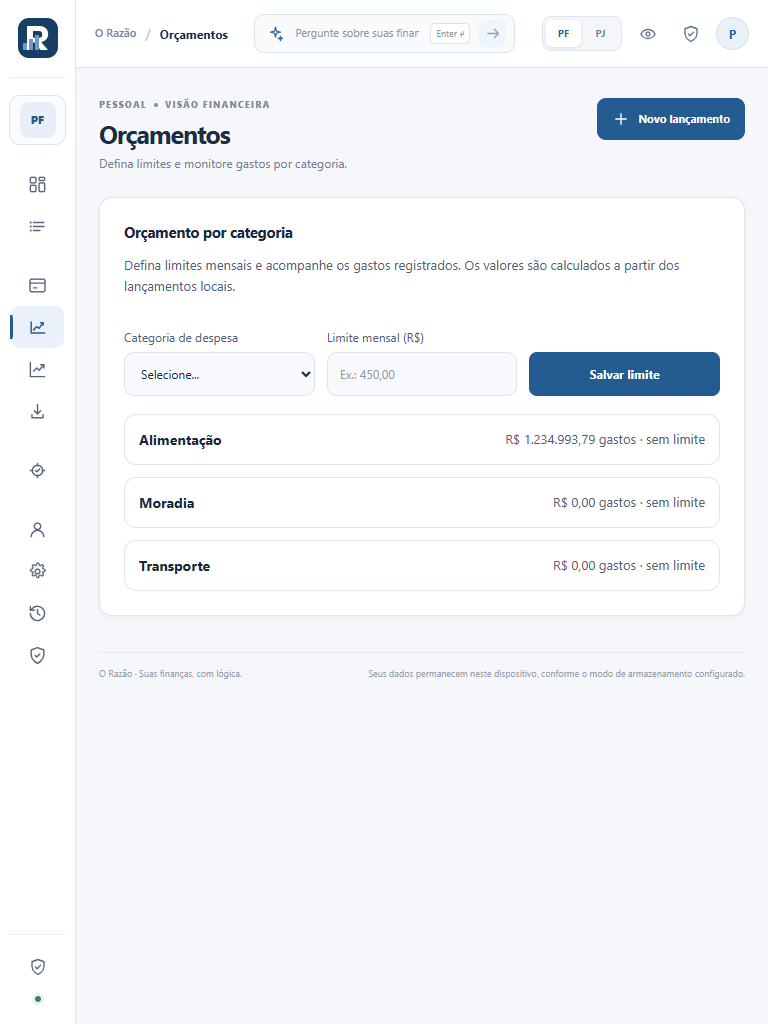 R
O Razão / Orçamentos
Pergunte sobre suas finan
Enter ↵
PF
PJ
P
PF
PESSOAL • VISÃO FINANCEIRA
Orçamentos
Defina limites e monitore gastos por categoria.
Novo lançamento
Orçamento por categoria
Defina limites mensais e acompanhe os gastos registrados. Os valores são calculados a partir dos
lançamentos locais.
Categoria de despesa
Limite mensal (R$)
Selecione...
Ex.: 450,00
Salvar limite
Alimentação
R$ 1.234.993,79 gastos · sem limite
Moradia
R$ 0,00 gastos · sem limite
Transporte
R$ 0,00 gastos · sem limite
O Razão · Suas finanças, com lógica.
Seus dados permanecem neste dispositivo, conforme o modo de armazenamento configurado.